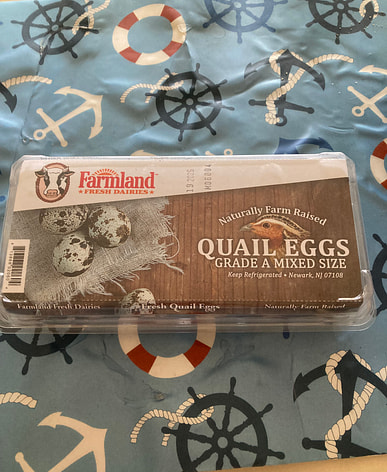 Farmland
FRESH DAIRIES
Naturally Farm Raised
QUAIL EGGS
GRADE A MIXED SIZE
Keep Refrigerated • Newark, NJ 07108
Farmland Fresh Dairies
Fresh Quail Eggs
Naturally Farm Raised